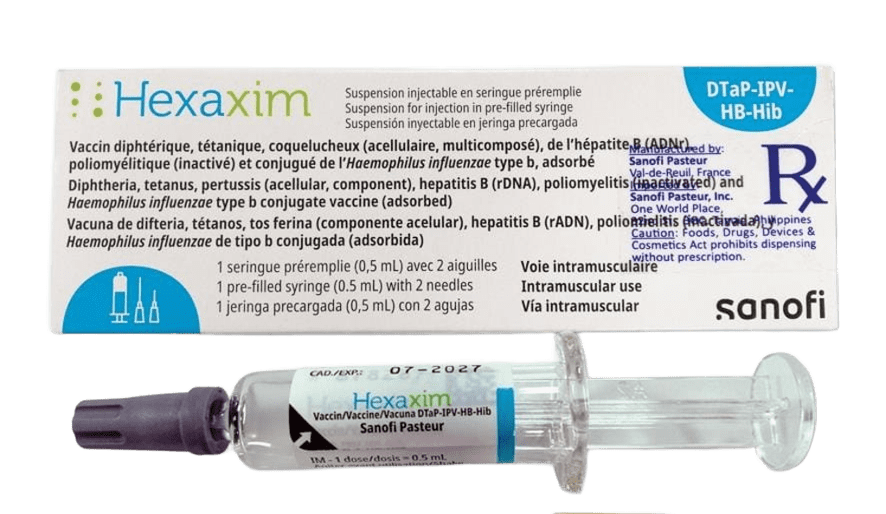 Hexaxim
Suspension injectable en seringue préremplie
Suspension for injection in pre-filled syringe
Suspensión inyectable en jeringa precargada
DTaP-IPV-
HB-Hib
Vaccin diphtérique, tétanique, coquelucheux (acellulaire, multicomposé), de l'hépatite B (ADNr),
poliomyélitique (inactivé) et conjugué de l'Haemophilus influenzae type b, adsorbé
Diphtheria, tetanus, pertussis (acellular, component), hepatitis B (rDNA), poliomyelitis (inactivated) and
Haemophilus influenzae type b conjugate vaccine (adsorbed)
Vacuna de difteria, tétanos, tos ferina (componente acelular), hepatitis B (rADN), poliomielitis (inactivada), y
Haemophilus influenzae de tipo b conjugada (adsorbida)
Manufactured by:
Sanofi Pasteur
Val-de-Reuil, France
Imported by:
Sanofi Pasteur, Inc.
One World Place,
Philippines
Caution: Foods, Drugs, Devices &
Cosmetics Act prohibits dispensing
without prescription.
Rx
1 seringue préremplie (0,5 mL) avec 2 aiguilles
1 pre-filled syringe (0.5 mL) with 2 needles
1 jeringa precargada (0,5 mL) con 2 agujas
Voie intramusculaire
Intramuscular use
Vía intramuscular
sanofi
CAD./EXP.: 07-2027
Hexaxim
Vaccin/Vaccine/Vacuna DTaP-IPV-HB-Hib
Sanofi Pasteur
IM - 1 dose/dosis = 0.5 mL